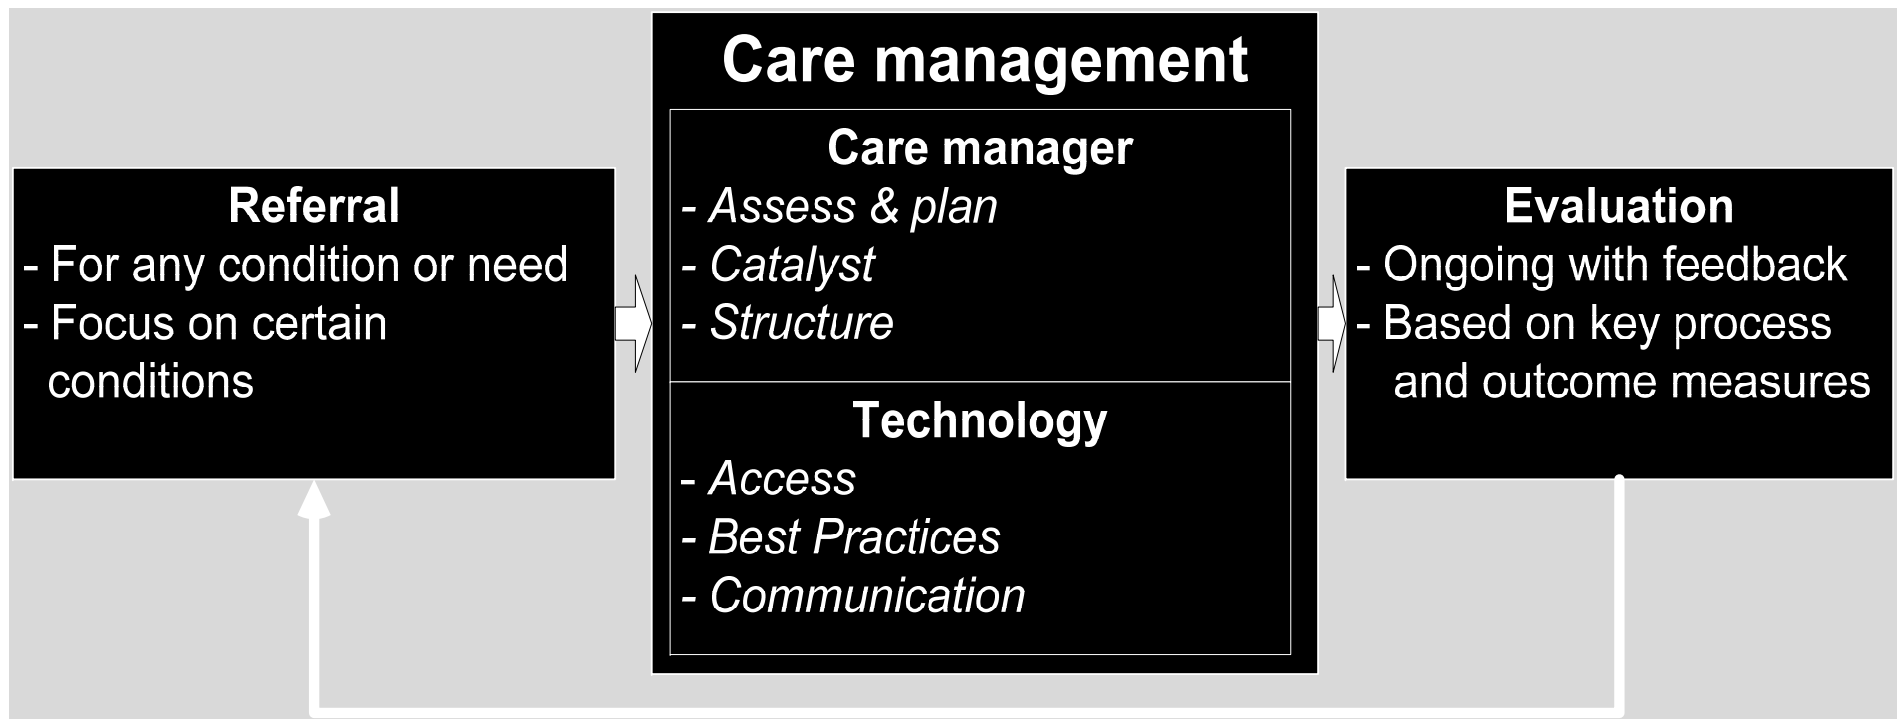 Referral
- For any condition or need
- Focus on certain
conditions
Care management
Care manager
- Assess & plan
- Catalyst
- Structure
Technology
- Access
- Best Practices
- Communication
Evaluation
- Ongoing with feedback
- Based on key process
and outcome measures